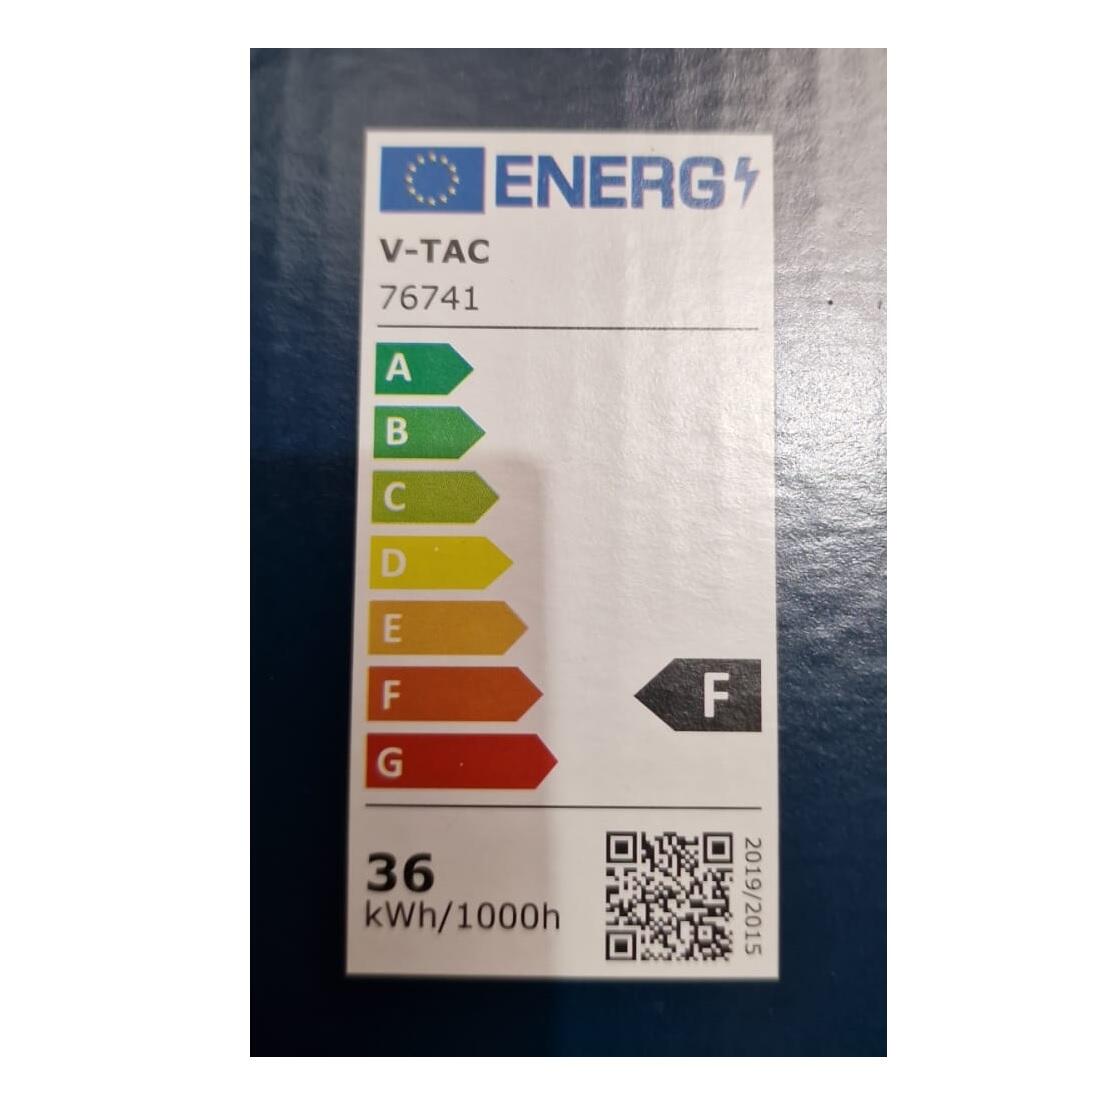 ENERG
V-TAC
76741
A
B
C
D
E
F
F
G
36
kWh/1000h
2019/2015